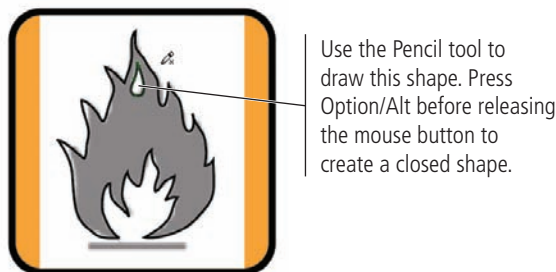 Use the Pencil tool to
draw this shape. Press
Option/Alt before releasing
the mouse button to
create a closed shape.